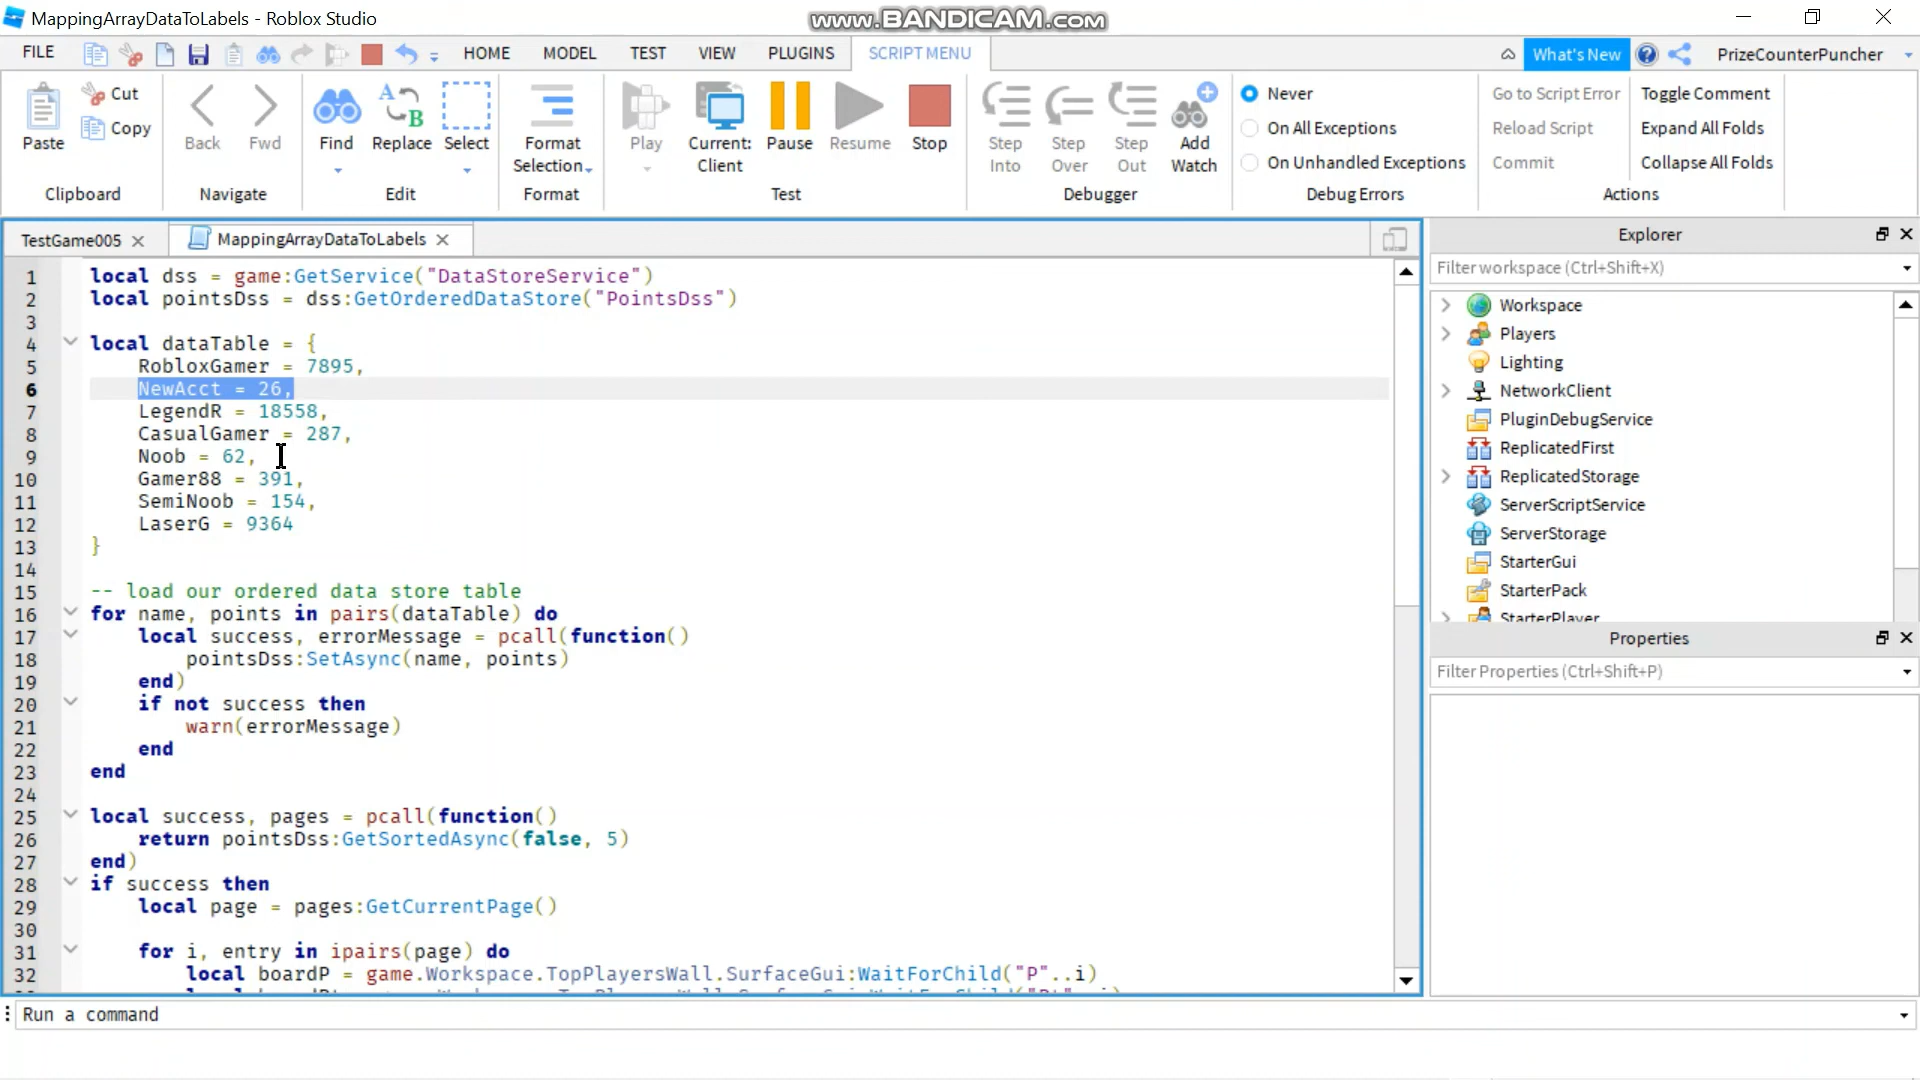 MappingArrayDataToLabels - Roblox Studio
www.BANDICAM.com
FILE HOME MODEL TEST VIEW PLUGINS SCRIPT MENU What's New PrizeCounterPuncher
Paste Cut Copy
Clipboard
Back Fwd
Navigate
Find Replace Select
Edit
Format Selection
Format
Play Current: Client Pause Resume Stop
Test
Step Into Step Over Step Out Add Watch
Debugger
Never
On All Exceptions
On Unhandled Exceptions
Debug Errors
Go to Script Error Toggle Comment
Reload Script Expand All Folds
Commit Collapse All Folds
Actions
TestGame005 MappingArrayDataToLabels
1 local dss = game:GetService("DataStoreService")
2 local pointsDss = dss:GetOrderedDataStore("PointsDss")
3
4 local dataTable = {
5 RobloxGamer = 7895,
6 NewAcct = 26,
7 LegendR = 18558,
8 CasualGamer = 287,
9 Noob = 62,
10 Gamer88 = 391,
11 SemiNoob = 154,
12 LaserG = 9364
13 }
14
15 -- load our ordered data store table
16 for name, points in pairs(dataTable) do
17 local success, errorMessage = pcall(function()
18 pointsDss:SetAsync(name, points)
19 end)
20 if not success then
21 warn(errorMessage)
22 end
23 end
24
25 local success, pages = pcall(function()
26 return pointsDss:GetSortedAsync(false, 5)
27 end)
28 if success then
29 local page = pages:GetCurrentPage()
30
31 for i, entry in ipairs(page) do
32 local boardP = game.Workspace.TopPlayersWall.SurfaceGui:WaitForChild("P"..i)
Explorer
Filter workspace (Ctrl+Shift+X)
Workspace
Players
Lighting
NetworkClient
PluginDebugService
ReplicatedFirst
ReplicatedStorage
ServerScriptService
ServerStorage
StarterGui
StarterPack
StarterPlayer
Properties
Filter Properties (Ctrl+Shift+P)
Run a command